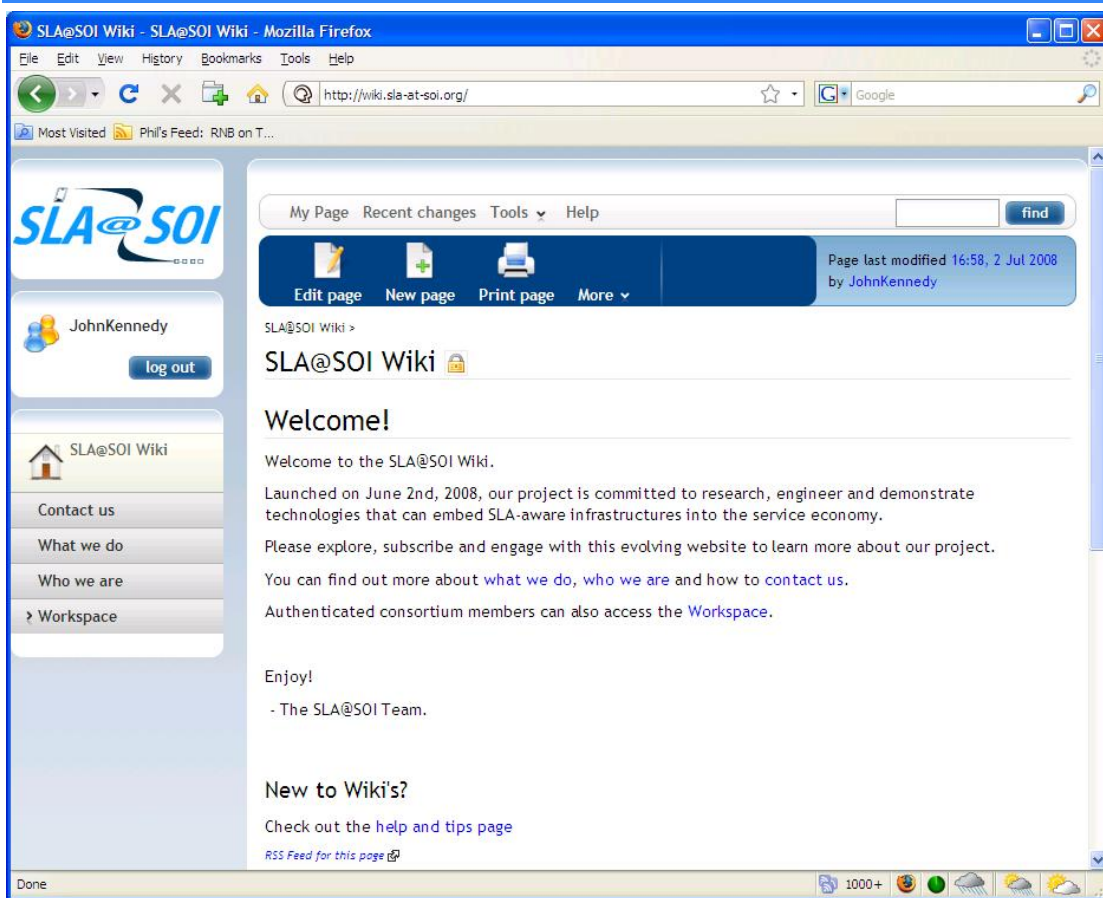 SLA@SOI Wiki - SLA@SOI Wiki - Mozilla Firefox
File Edit View History Bookmarks Tools Help
http://wiki.sla-at-soi.org/
G Google
Most Visited Phil's Feed: RNB on T...
SLA@SOI
JohnKennedy
log out
SLA@SOI Wiki
Contact us
What we do
Who we are
Workspace
My Page Recent changes Tools Help
find
Edit page New page Print page More
Page last modified 16:58, 2 Jul 2008
by JohnKennedy
SLA@SOI Wiki >
SLA@SOI Wiki
Welcome!
Welcome to the SLA@SOI Wiki.
Launched on June 2nd, 2008, our project is committed to research, engineer and demonstrate
technologies that can embed SLA-aware infrastructures into the service economy.
Please explore, subscribe and engage with this evolving website to learn more about our project.
You can find out more about what we do, who we are and how to contact us.
Authenticated consortium members can also access the Workspace.
Enjoy!
- The SLA@SOI Team.
New to Wiki's?
Check out the help and tips page
RSS Feed for this page
Done
1000+